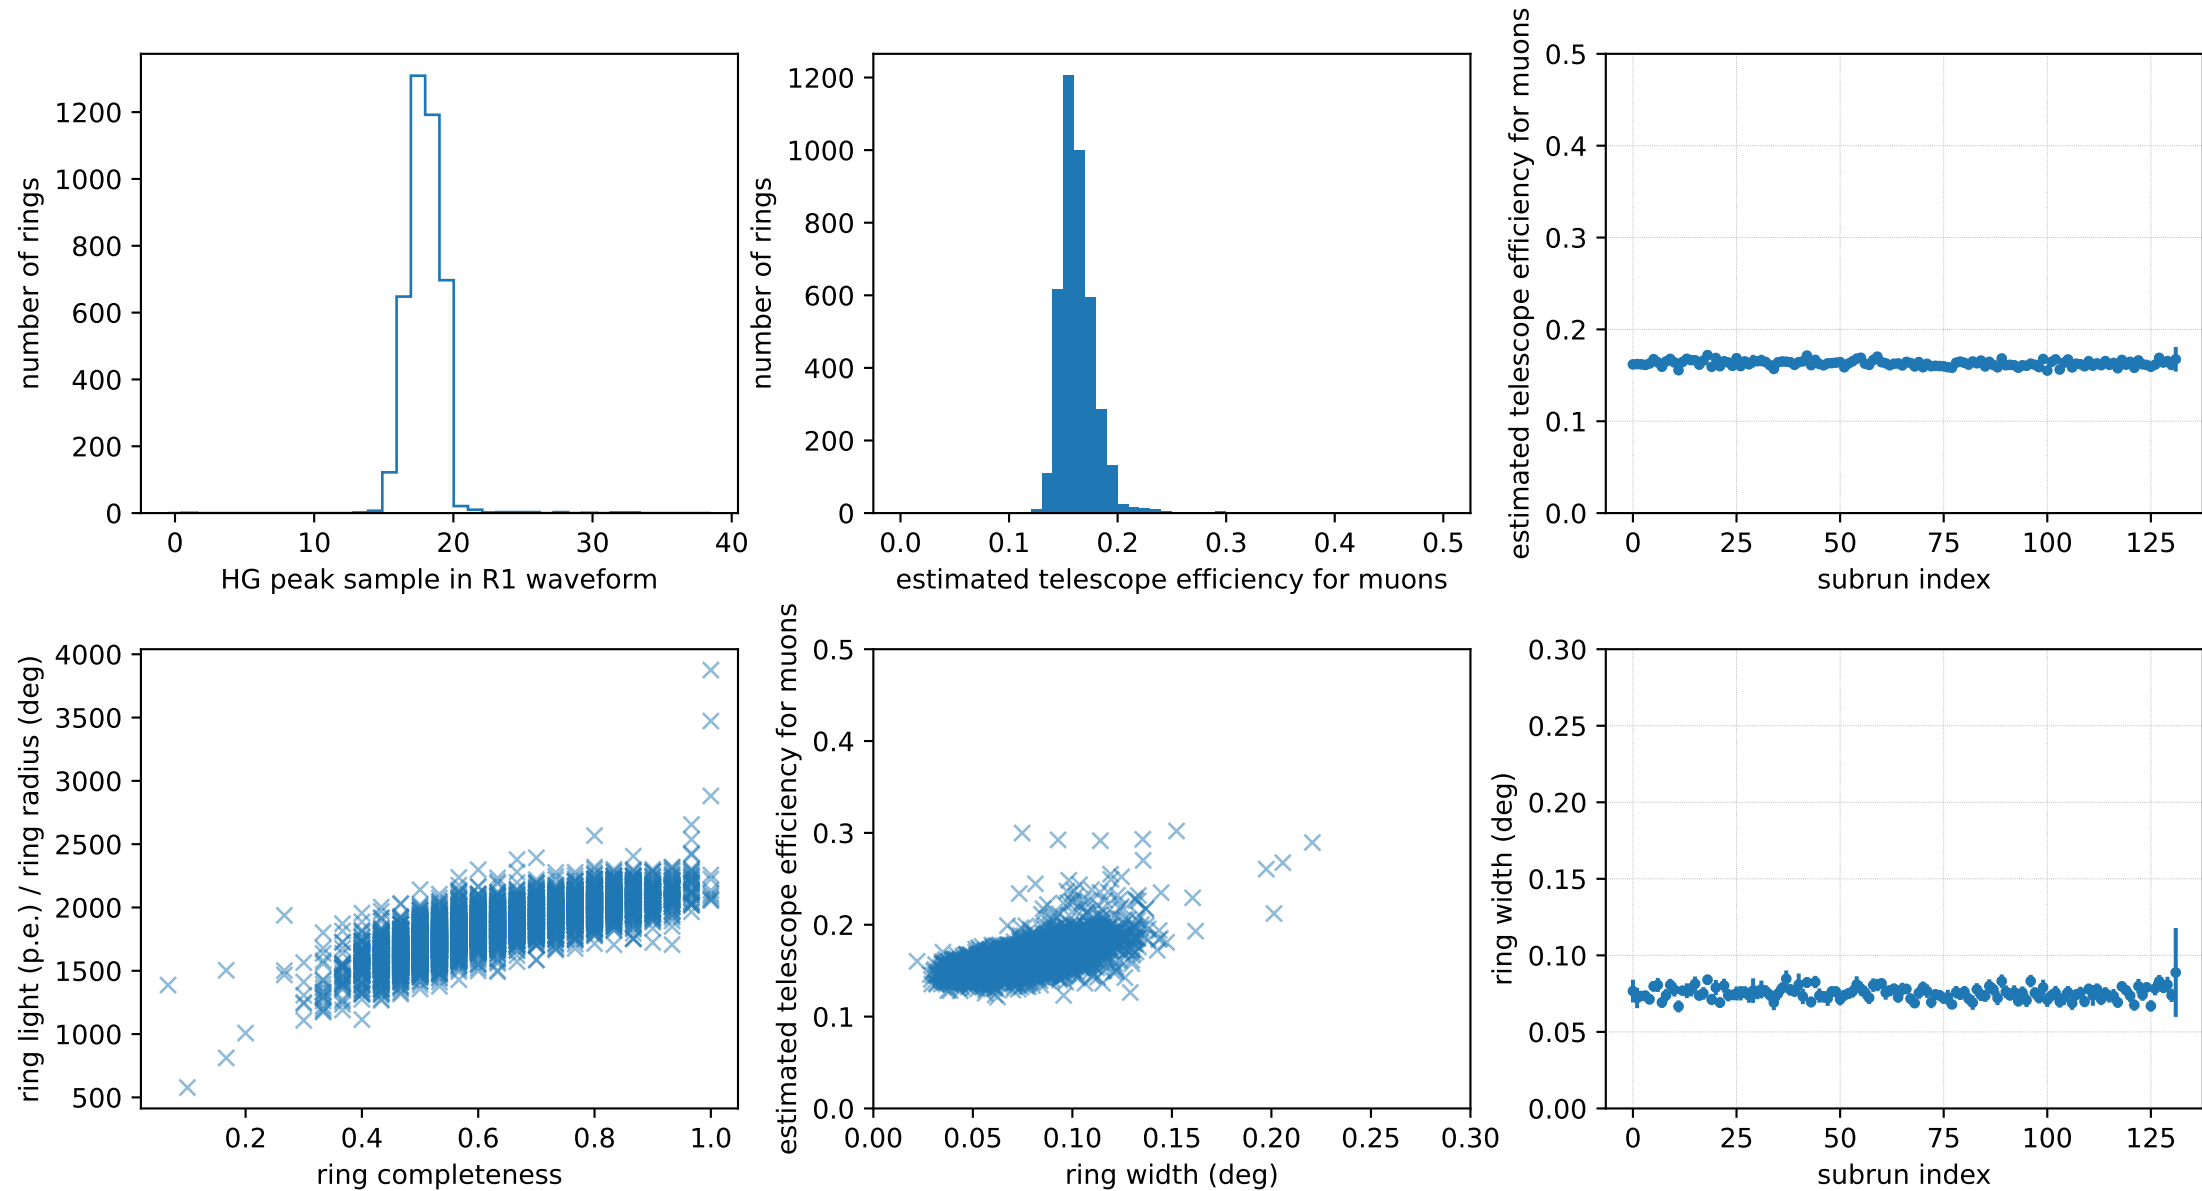 number of rings
1200
1000
800
600
400
200
0
0 10 20 30 40
HG peak sample in R1 waveform
number of rings
1200
1000
800
600
400
200
0
0.0 0.1 0.2 0.3 0.4 0.5
estimated telescope efficiency for muons
estimated telescope efficiency for muons
0.5
0.4
0.3
0.2
0.1
0.0
0 25 50 75 100 125
subrun index
ring light (p.e.) / ring radius (deg)
4000
3500
3000
2500
2000
1500
1000
500
0.2 0.4 0.6 0.8 1.0
ring completeness
estimated telescope efficiency for muons
0.5
0.4
0.3
0.2
0.1
0.0
0.00 0.05 0.10 0.15 0.20 0.25 0.30
ring width (deg)
ring width (deg)
0.30
0.25
0.20
0.15
0.10
0.05
0.00
0 25 50 75 100 125
subrun index